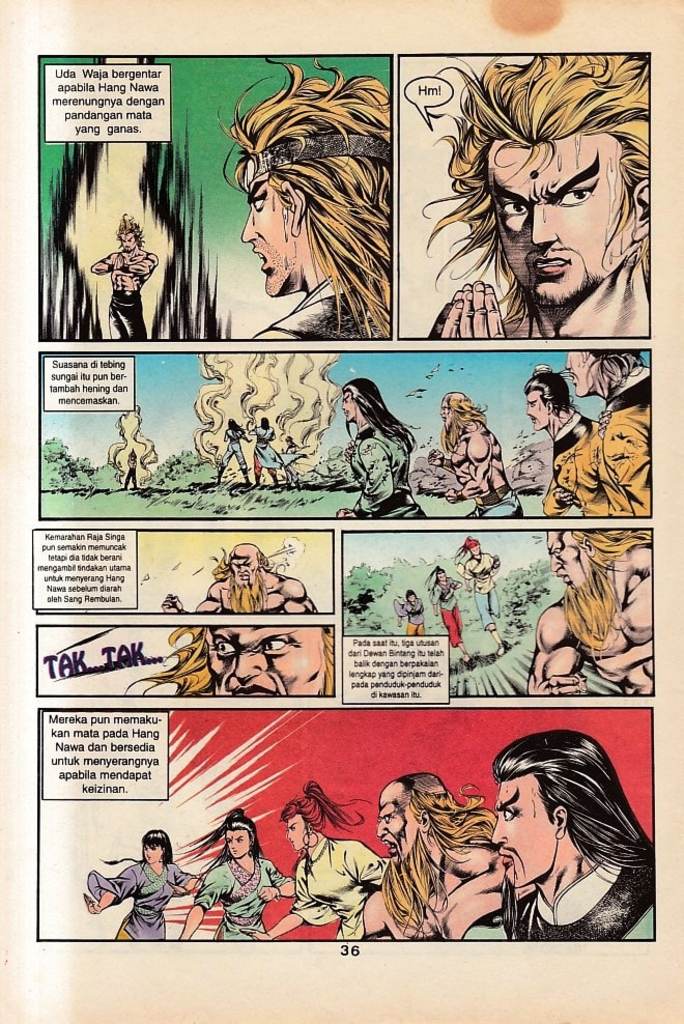 Uda Waja bergentar
apabila Hang Nawa
merenungnya dengan
pandangan mata
yang ganas.
Hm!
Suasana di tebing
sungai itu pun ber-
tambah hening dan
mencemaskan.
Kemarahan Raja Singa
pun semakin memuncak
tetapi dia tidak berani
mengambil tindakan utama
untuk menyerang Hang
Nawa sebelum diarah
oleh Sang Rembulan.
TAK...TAK...
Pada saat itu, tiga utusan
dari Dewan Bintang itu telah
balik dengan berpakaian
lengkap yang dipinjam dari-
pada penduduk-penduduk
di kawasan itu.
Mereka pun memaku-
kan mata pada Hang
Nawa dan bersedia
untuk menyerangnya
apabila mendapat
keizinan.
36